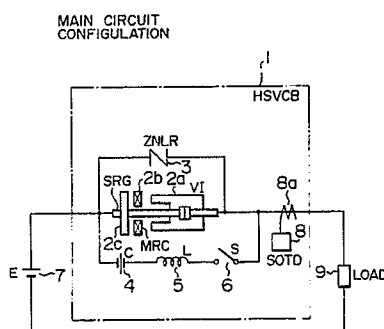 MAIN CIRCUIT
CONFIGULATION
1
HSVCB
ZNLR
3
SRG
2b
2a
VI
8a
2c
MRC
8
SOTD
E
7
C
L
S
4
5
6
9
LOAD